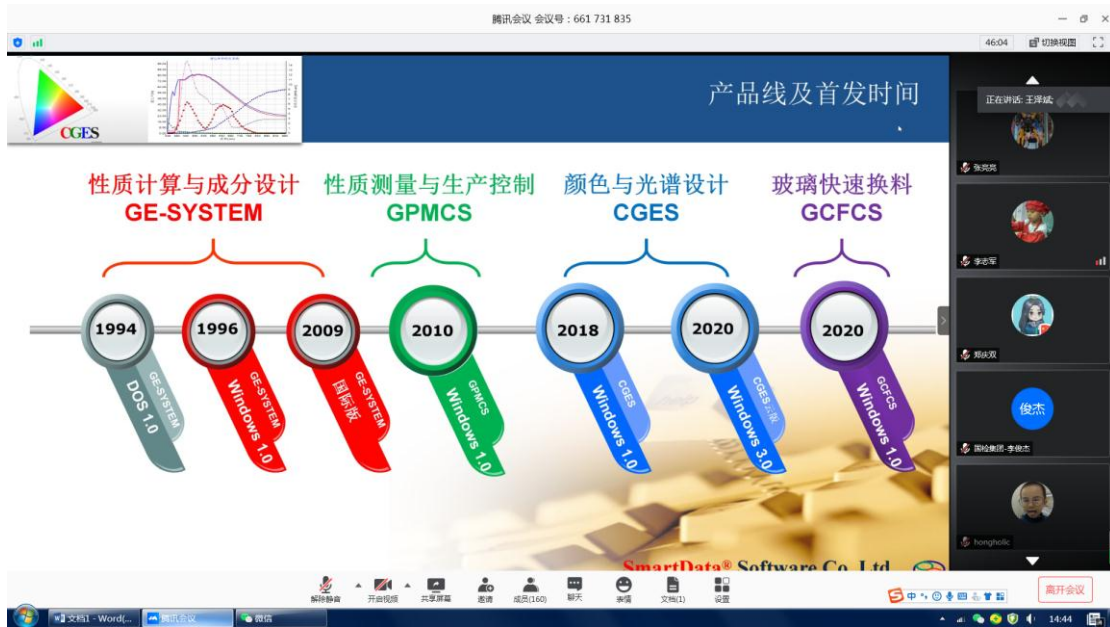 腾讯会议 会议号：661 731 835
46:04 切换视图
CGES
产品线及首发时间
正在讲话: 王泽斌;
张亮亮
李志军
郑庆双
俊杰
国检集团-李俊杰
hongholic
性质计算与成分设计
GE-SYSTEM
性质测量与生产控制
GPMCS
颜色与光谱设计
CGES
玻璃快速换料
GCFCS
1994
1996
2009
2010
2018
2020
2020
GE-SYSTEM
DOS 1.0
GE-SYSTEM
Windows 1.0
GE-SYSTEM
国际版
GPMCS
Windows 1.0
CGES
Windows 1.0
CGES
Windows 3.0
GCFCS
Windows 1.0
SmartData® Software Co. Ltd
解除静音
开启视频
共享屏幕
邀请
成员(160)
聊天
表情
文档(1)
设置
中
离开会议
文档1 - Word(...
腾讯会议
微信
14:44